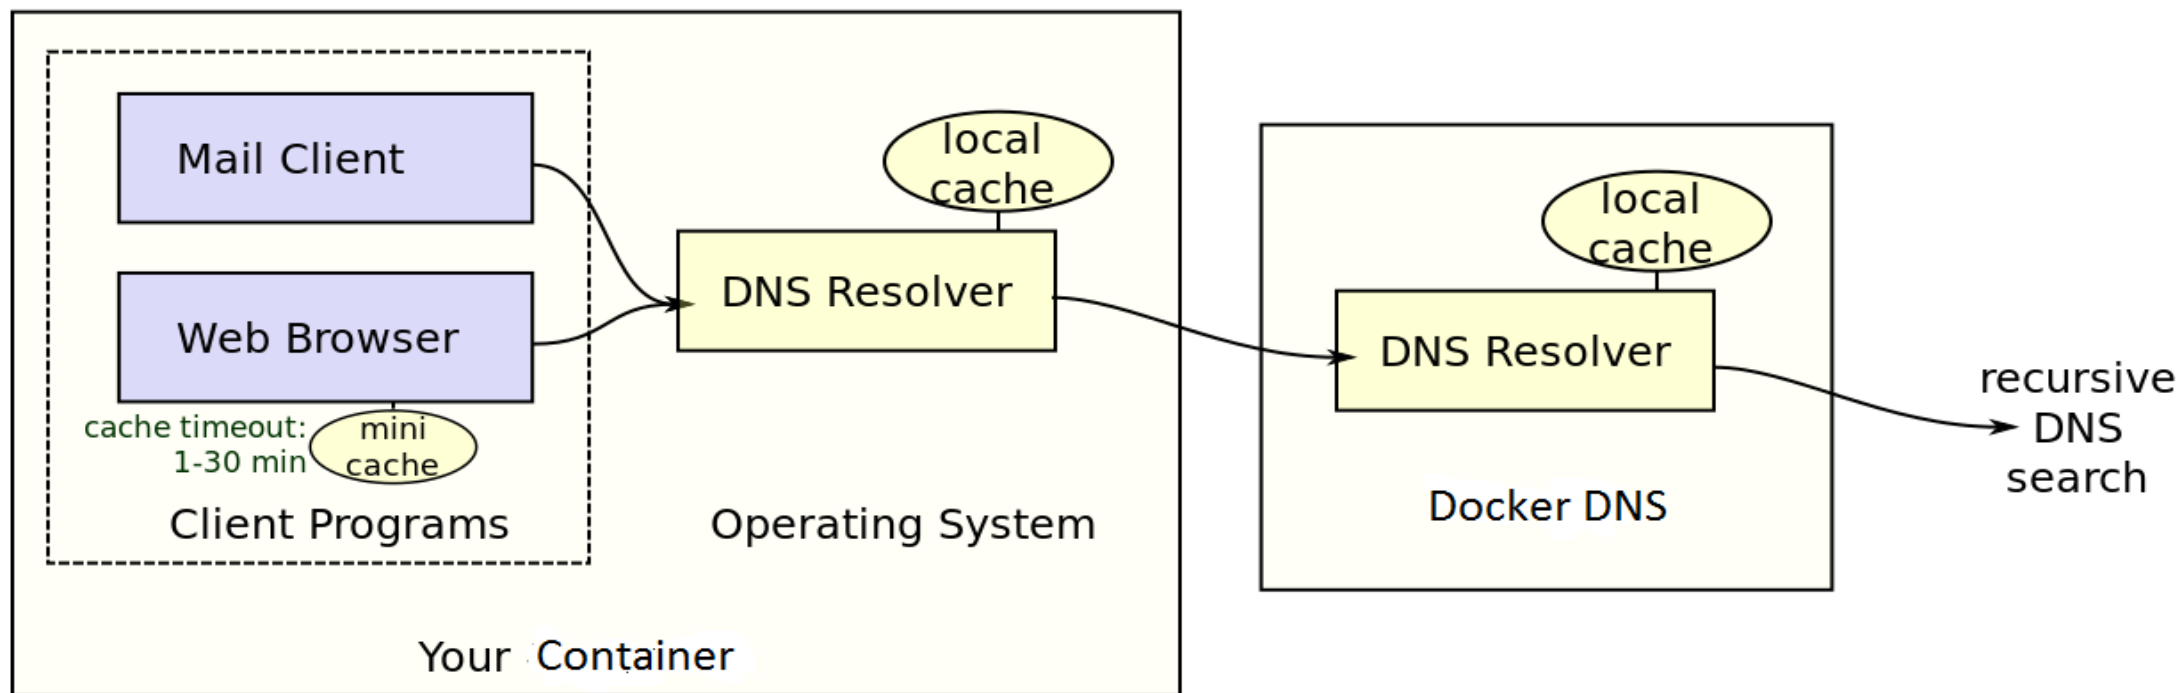 Mail Client
Web Browser
cache timeout:
1-30 min
mini
cache
Client Programs
local
cache
DNS Resolver
Operating System
Your Container
local
cache
DNS Resolver
Docker DNS
recursive
DNS
search